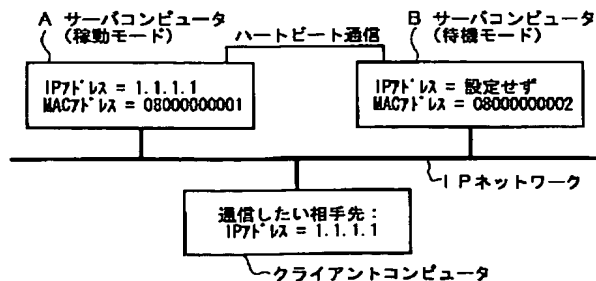 A サーバコンピュータ
(稼動モード)
ハートビート通信
B サーバコンピュータ
(待機モード)
IPアドレス = 1.1.1.1
MACアドレス = 08000000001
IPアドレス = 設定せず
MACアドレス = 08000000002
IPネットワーク
通信したい相手先:
IPアドレス = 1.1.1.1
クライアントコンピュータ